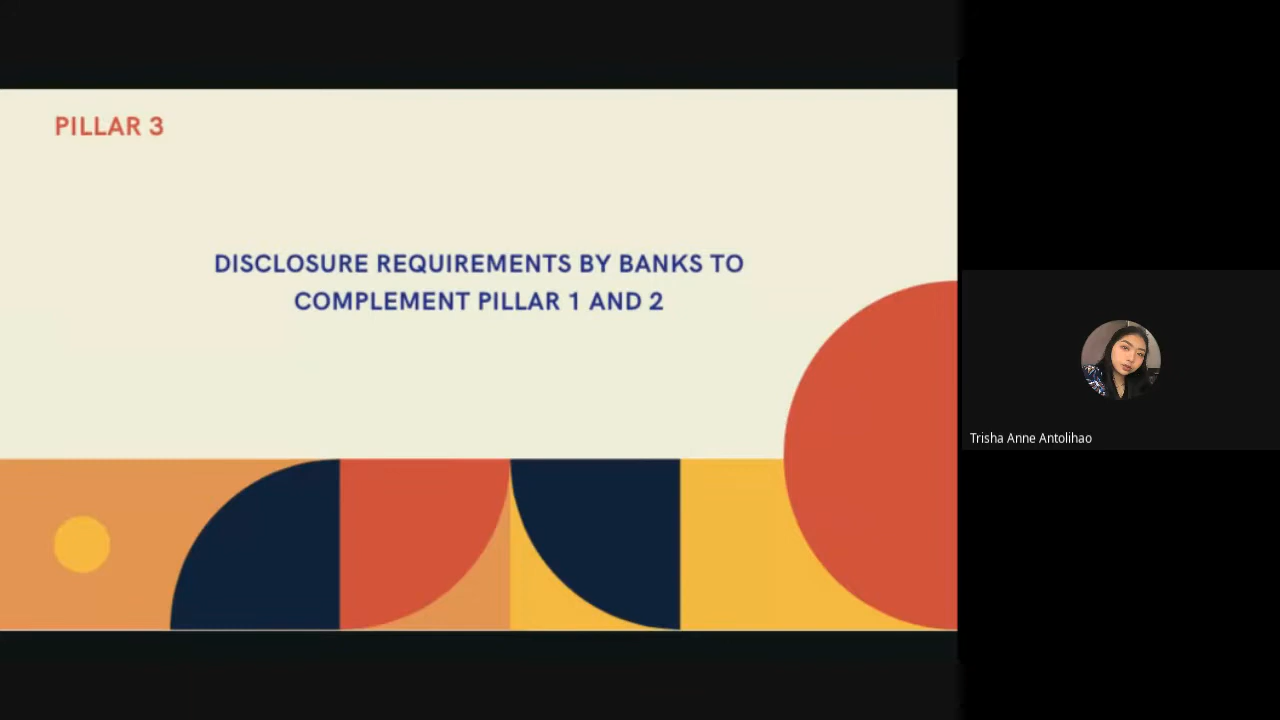 PILLAR 3
DISCLOSURE REQUIREMENTS BY BANKS TO
COMPLEMENT PILLAR 1 AND 2
Trisha Anne Antolihao